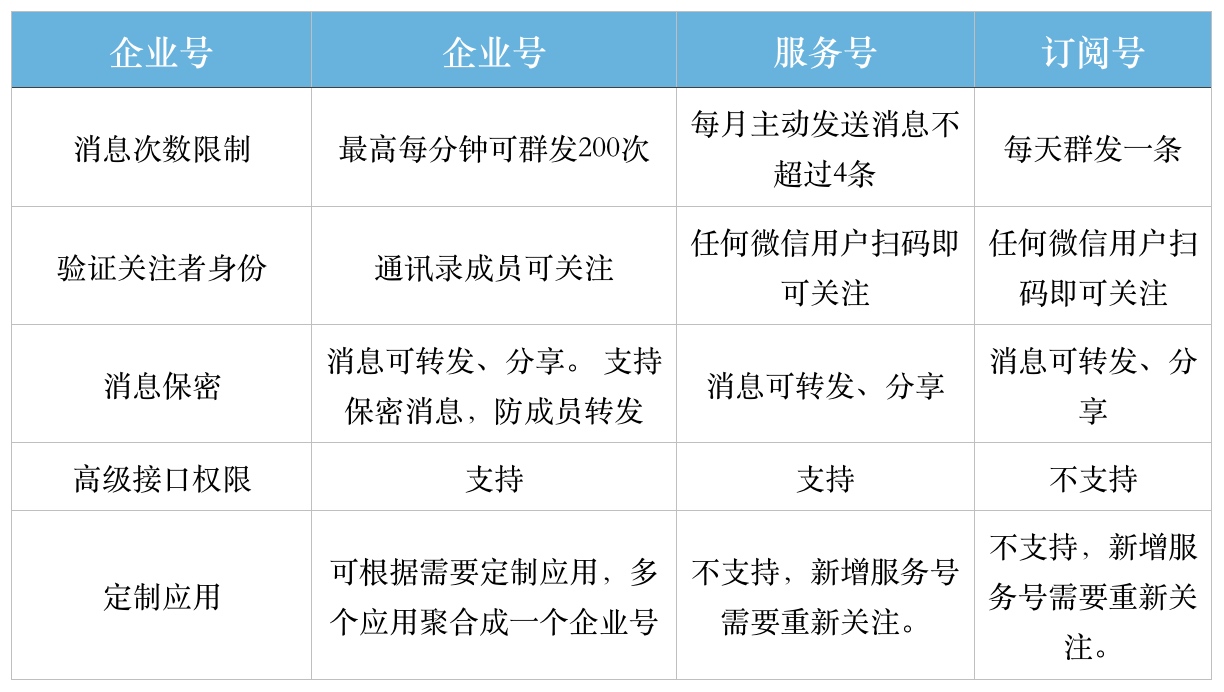 企业号
企业号
服务号
订阅号
消息次数限制
最高每分钟可群发200次
每月主动发送消息不
超过4条
每天群发一条
验证关注者身份
通讯录成员可关注
任何微信用户扫码即
可关注
任何微信用户扫
码即可关注
消息保密
消息可转发、分享。 支持
保密消息，防成员转发
消息可转发、分享
消息可转发、分
享
高级接口权限
支持
支持
不支持
定制应用
可根据需要定制应用，多
个应用聚合成一个企业号
不支持，新增服务号
需要重新关注。
不支持，新增服
务号需要重新关
注。